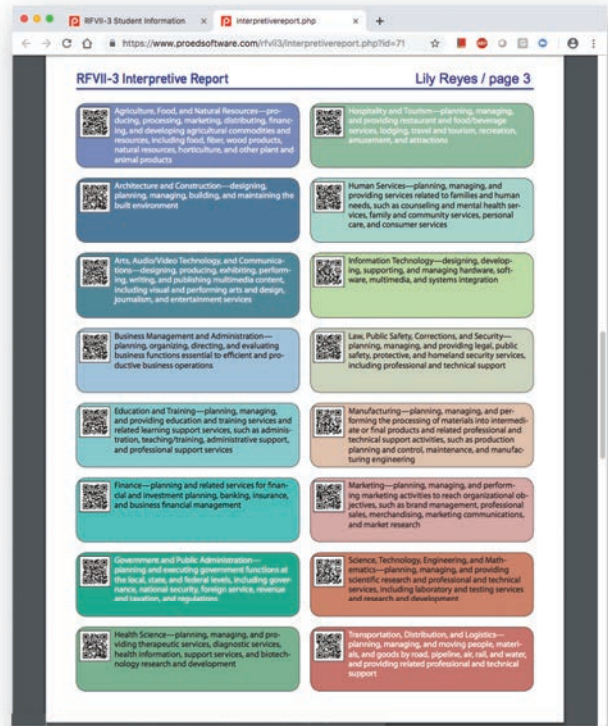 RFVII-3 Student Information
interpretivereport.php
https://www.proedsoftware.com/rfvii3/interpretivereport.php?id=71
RFVII-3 Interpretive Report
Lily Reyes / page 3
Agriculture, Food, and Natural Resources—pro-
ducing, processing, marketing, distributing, financ-
ing, and developing agricultural commodities and
resources, including food, fiber, wood products,
natural resources, horticulture, and other plant and
animal products
Architecture and Construction—designing,
planning, managing, building, and maintaining the
built environment
Arts, Audio/Video Technology, and Communica-
tions—designing, producing, exhibiting, perform-
ing, writing, and publishing multimedia content,
including visual and performing arts and design,
journalism, and entertainment services
Business Management and Administration—
planning, organizing, directing, and evaluating
business functions essential to efficient and pro-
ductive business operations
Education and Training—planning, managing,
and providing education and training services and
related learning support services, such as adminis-
tration, teaching/training, administrative support,
and professional support services
Finance—planning and related services for finan-
cial and investment planning, banking, insurance,
and business financial management
Government and Public Administration—
planning and executing government functions at
the local, state, and federal levels, including gover-
nance, national security, foreign service, revenue
and taxation, and regulations
Health Science—planning, managing, and pro-
viding therapeutic services, diagnostic services,
health information, support services, and biotech-
nology research and development
Hospitality and Tourism—planning, managing,
and providing restaurant and food/beverage
services, lodging, travel and tourism, recreation,
amusement, and attractions
Human Services—planning, managing, and
providing services related to families and human
needs, such as counseling and mental health ser-
vices, family and community services, personal
care, and consumer services
Information Technology—designing, develop-
ing, supporting, and managing hardware, soft-
ware, multimedia, and systems integration
Law, Public Safety, Corrections, and Security—
planning, managing, and providing legal, public
safety, protective, and homeland security services,
including professional and technical support
Manufacturing—planning, managing, and per-
forming the processing of materials into intermedi-
ate or final products and related professional and
technical support activities, such as production
planning and control, maintenance, and manufac-
turing engineering
Marketing—planning, managing, and perform-
ing marketing activities to reach organizational ob-
jectives, such as brand management, professional
sales, merchandising, marketing communications,
and market research
Science, Technology, Engineering, and Math-
ematics—planning, managing, and providing
scientific research and professional and technical
services, including laboratory and testing services
and research and development
Transportation, Distribution, and Logistics—
planning, managing, and moving people, materi-
als, and goods by road, pipeline, air, rail, and water,
and providing related professional and technical
support